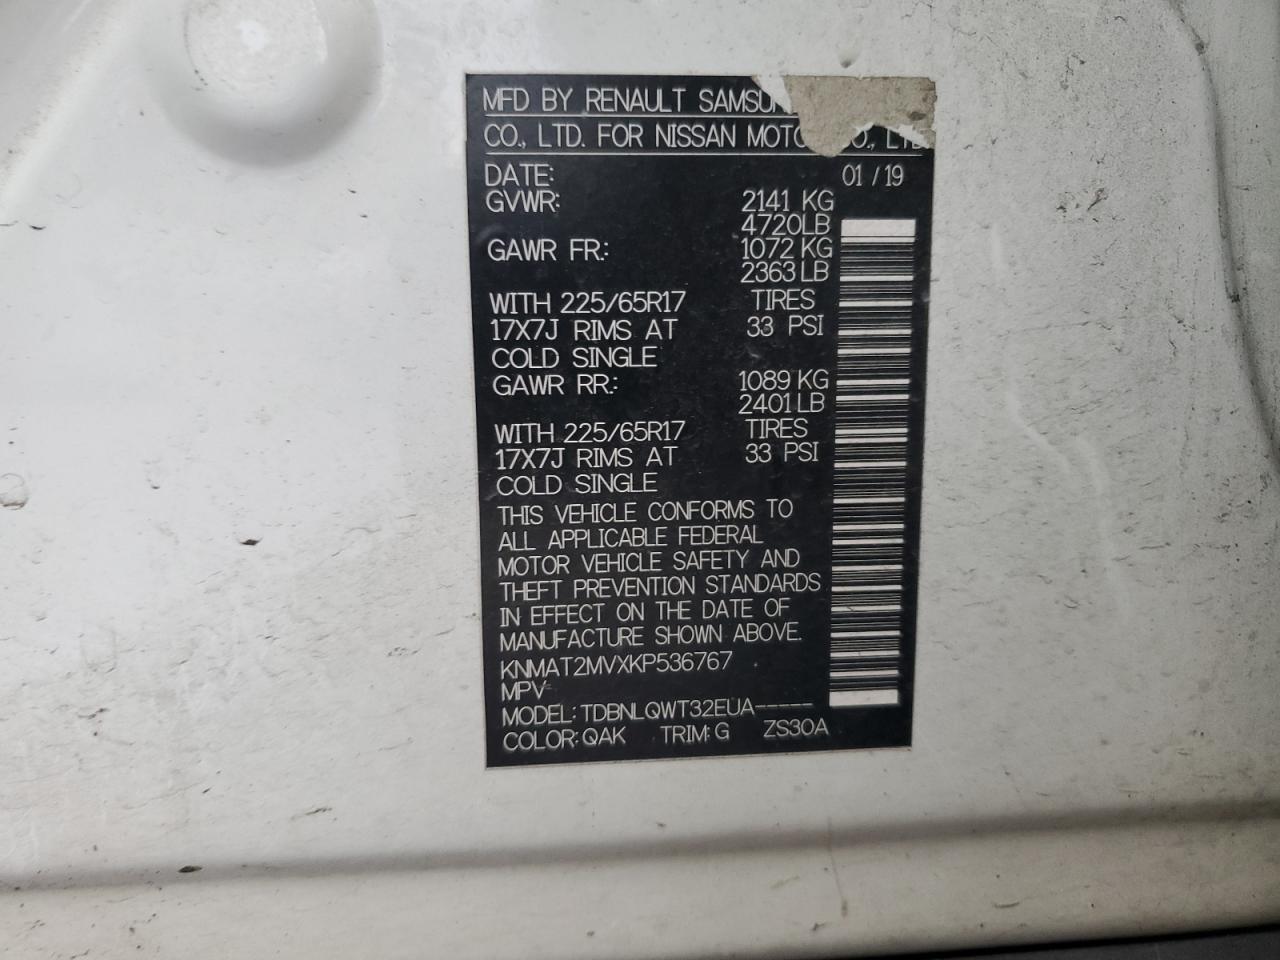 MFD BY RENAULT SAMSU
CO., LTD. FOR NISSAN MOTO CO., LTD
DATE: 01 / 19
GVWR: 2141 KG
4720LB
GAWR FR.: 1072 KG
2363 LB
WITH 225/65R17 TIRES
17X7J RIMS AT 33 PSI
COLD SINGLE
GAWR RR.: 1089 KG
2401 LB
WITH 225/65R17 TIRES
17X7J RIMS AT 33 PSI
COLD SINGLE
THIS VEHICLE CONFORMS TO
ALL APPLICABLE FEDERAL
MOTOR VEHICLE SAFETY AND
THEFT PREVENTION STANDARDS
IN EFFECT ON THE DATE OF
MANUFACTURE SHOWN ABOVE.
KNMAT2MVXKP536767
MPV
MODEL: TDBNLQWT32EUA-----
COLOR: QAK TRIM: G ZS30A